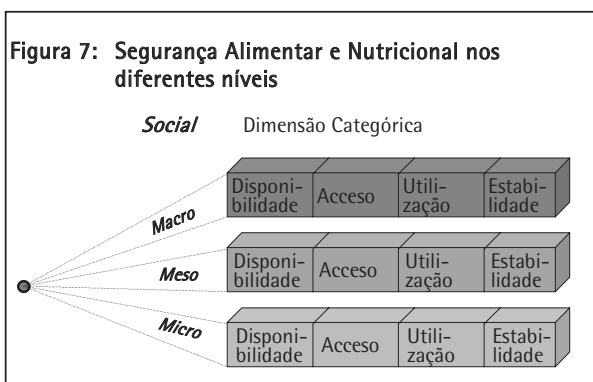 Figura 7: Segurança Alimentar e Nutricional nos
diferentes níveis
Social Dimensão Categórica
Macro
Disponi-
bilidade
Acceso
Utili-
zação
Estabi-
lidade
Meso
Disponi-
bilidade
Acceso
Utili-
zação
Estabi-
lidade
Micro
Disponi-
bilidade
Acceso
Utili-
zação
Estabi-
lidade